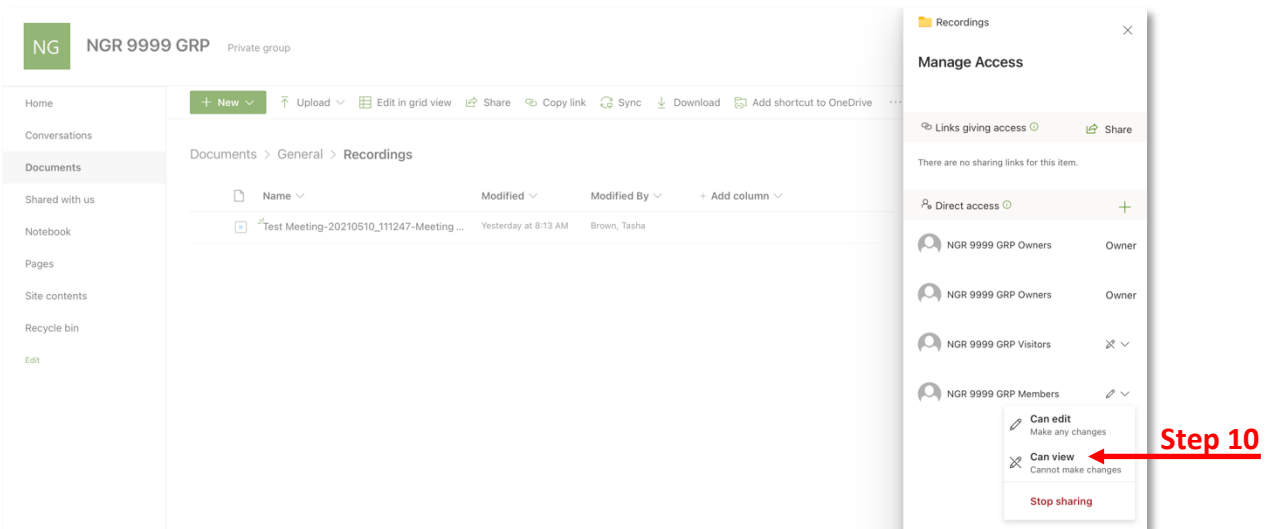 NG
NGR 9999 GRP Private group
Home
Conversations
Documents
Shared with us
Notebook
Pages
Site contents
Recycle bin
Edit
+ New Upload Edit in grid view Share Copy link Sync Download Add shortcut to OneDrive ...
Documents > General > Recordings
Name Modified Modified By + Add column
Test Meeting-20210510_111247-Meeting ... Yesterday at 8:13 AM Brown, Tasha
Recordings
Manage Access
Links giving access Share
There are no sharing links for this item.
Direct access
NGR 9999 GRP Owners Owner
NGR 9999 GRP Owners Owner
NGR 9999 GRP Visitors
NGR 9999 GRP Members
Can edit
Make any changes
Can view
Cannot make changes
Stop sharing
Step 10